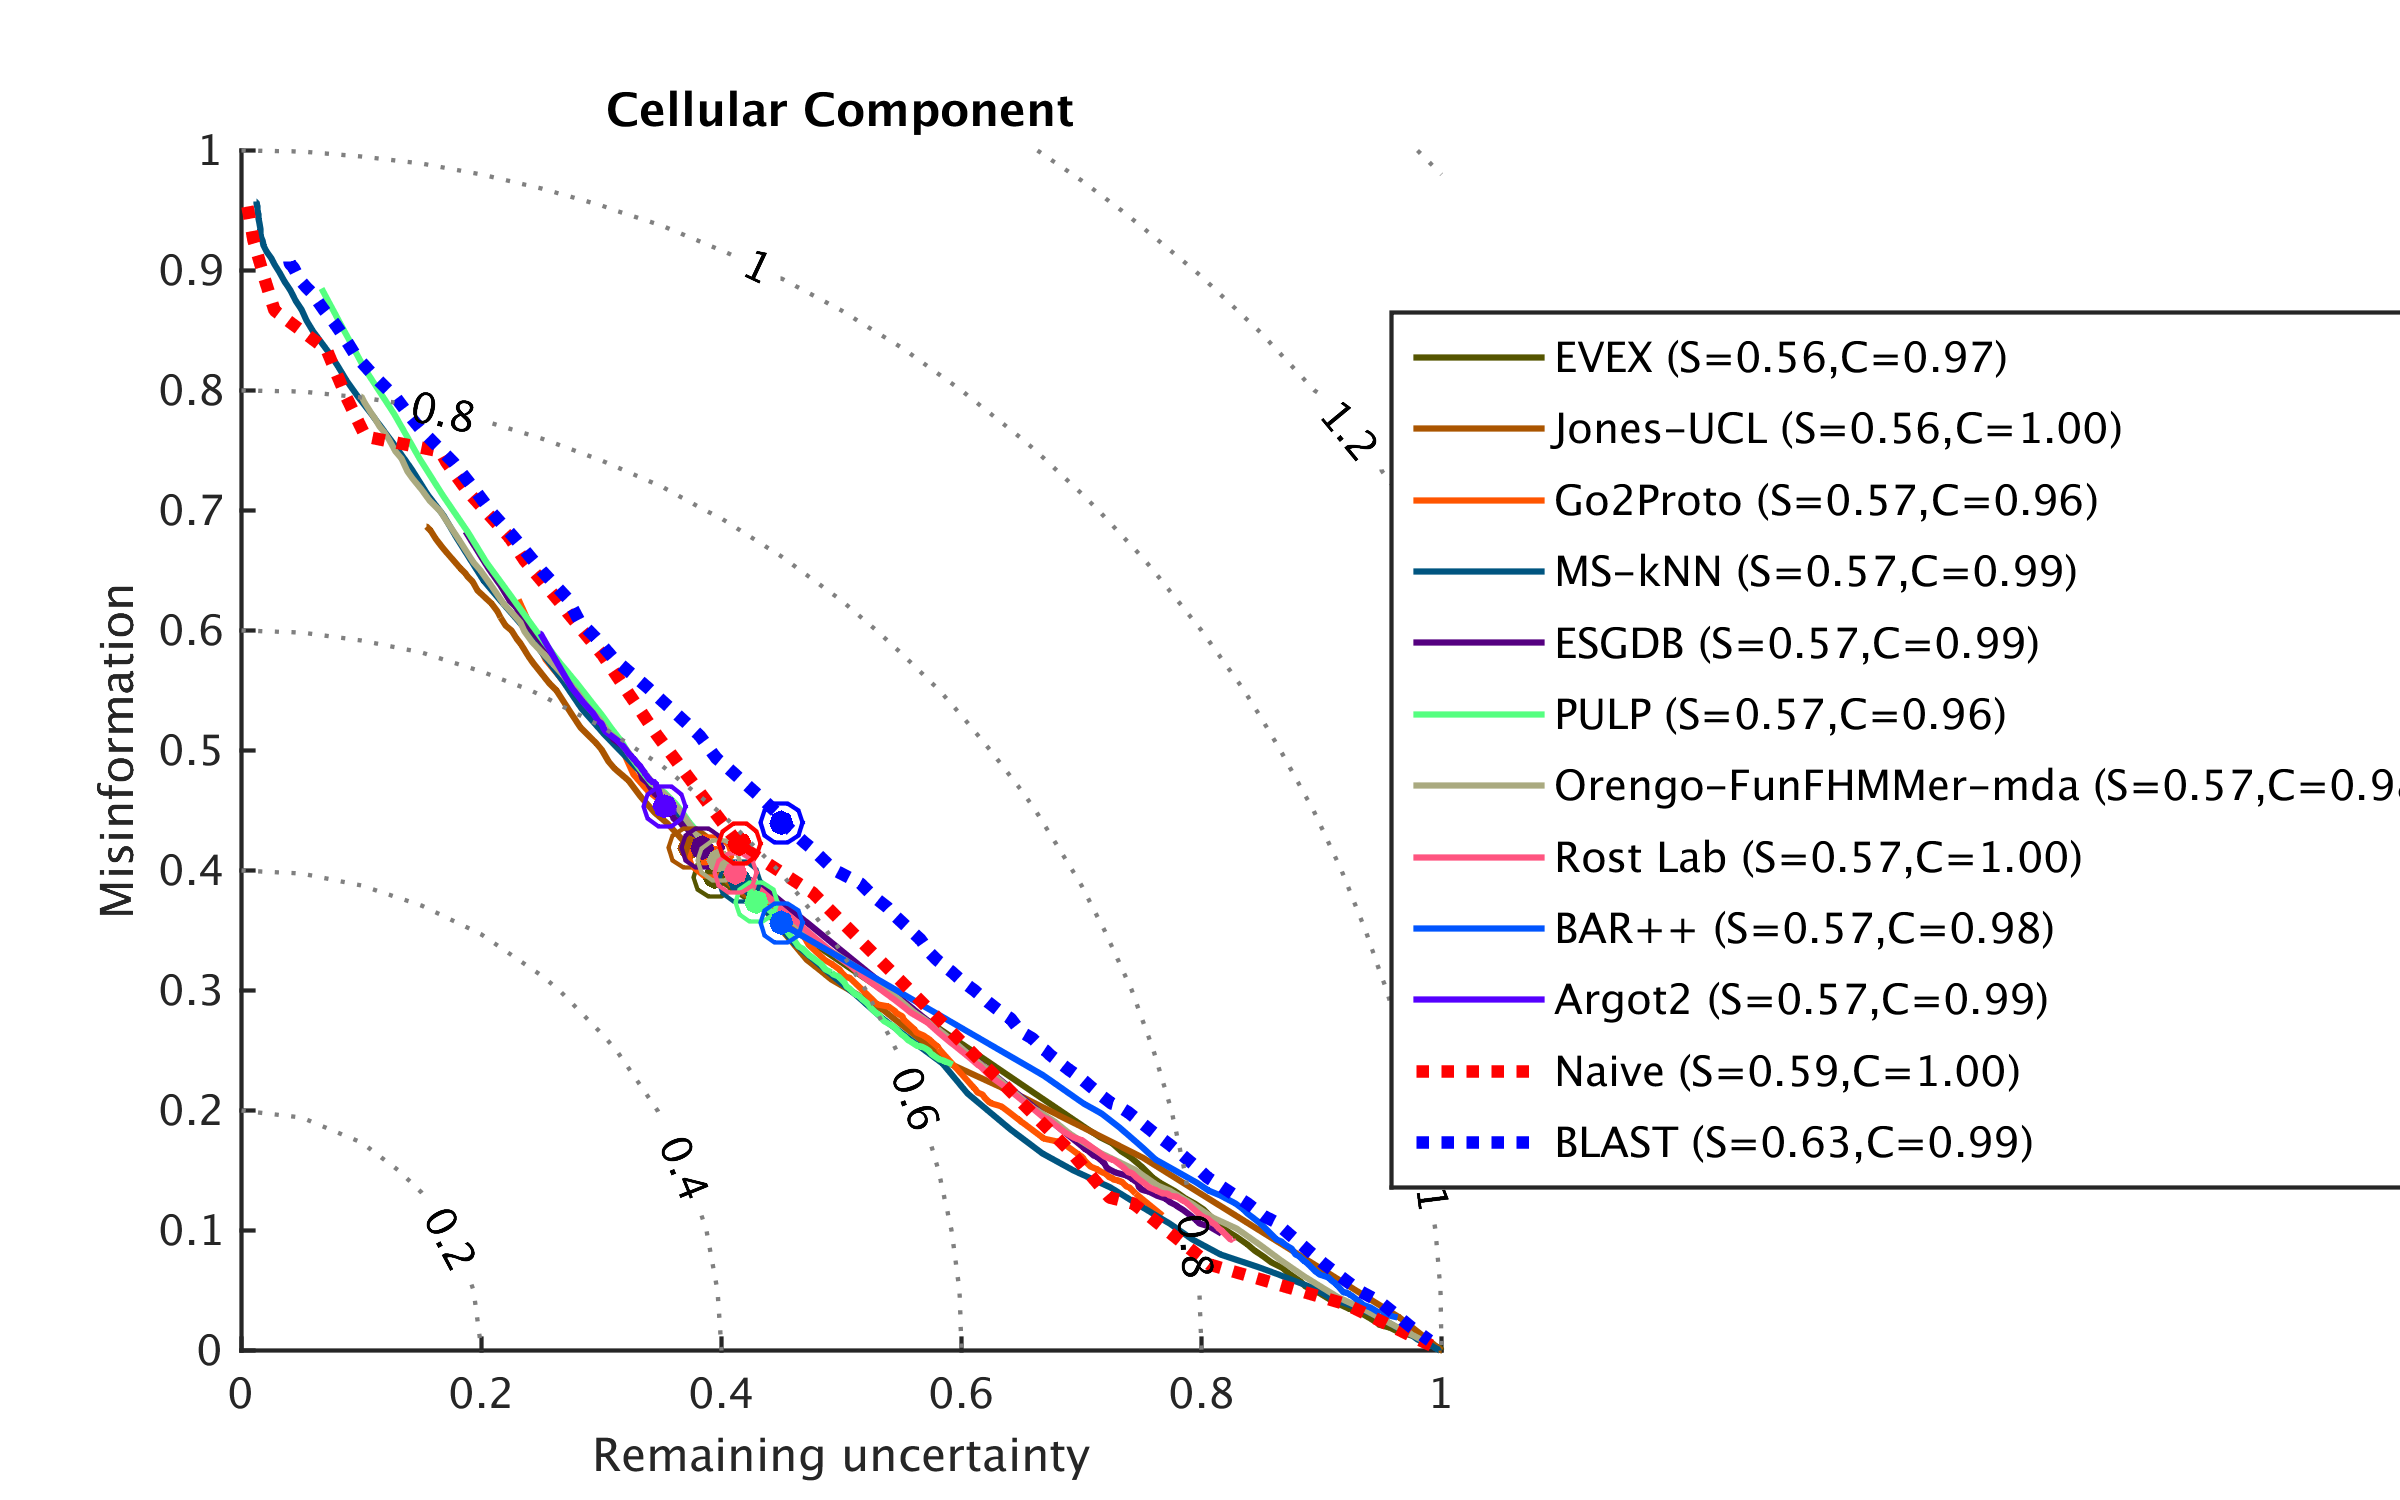 Cellular Component
1
0.9
0.8
0.7
0.6
0.5
0.4
0.3
0.2
0.1
0
Misinformation
0
0.2
0.4
0.6
0.8
1
Remaining uncertainty
1
0.8
1.2
0.6
0.4
0.2
0.8
1
EVEX (S=0.56,C=0.97)
Jones-UCL (S=0.56,C=1.00)
Go2Proto (S=0.57,C=0.96)
MS-kNN (S=0.57,C=0.99)
ESGDB (S=0.57,C=0.99)
PULP (S=0.57,C=0.96)
Orengo-FunFHMMer-mda (S=0.57,C=0.9
Rost Lab (S=0.57,C=1.00)
BAR++ (S=0.57,C=0.98)
Argot2 (S=0.57,C=0.99)
Naive (S=0.59,C=1.00)
BLAST (S=0.63,C=0.99)